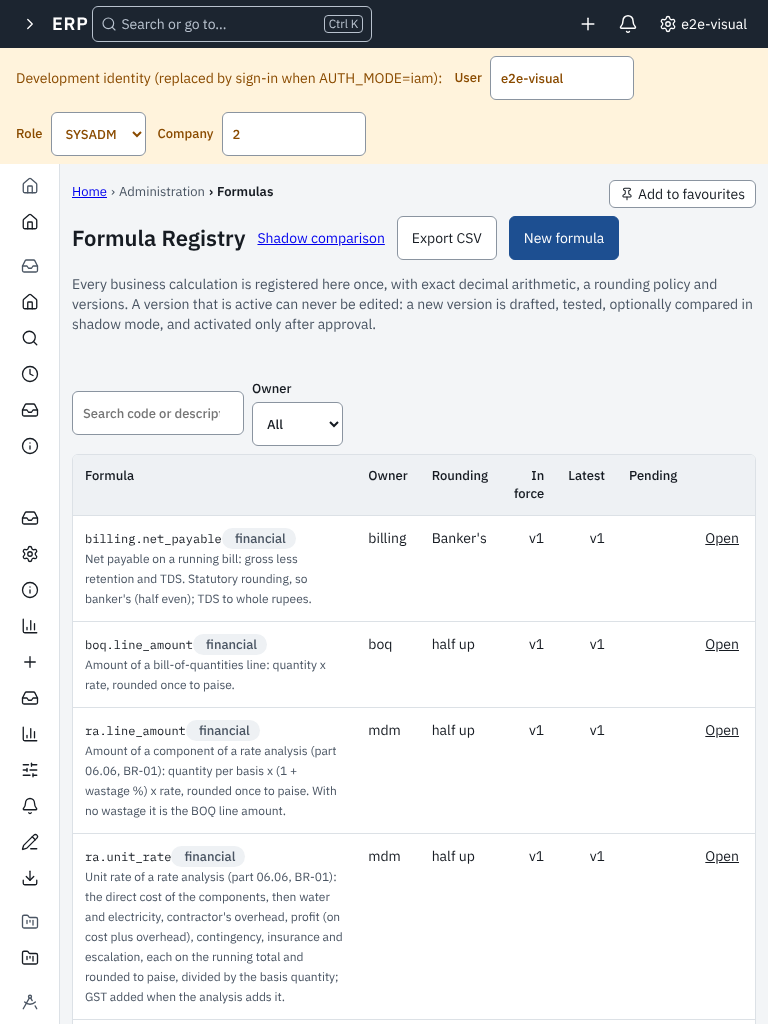 ERP Search or go to... Ctrl K e2e-visual
Development identity (replaced by sign-in when AUTH_MODE=iam): User e2e-visual
Role SYSADM Company 2
Home › Administration › Formulas
Add to favourites
Formula Registry Shadow comparison Export CSV New formula
Every business calculation is registered here once, with exact decimal arithmetic, a rounding policy and
versions. A version that is active can never be edited: a new version is drafted, tested, optionally compared in
shadow mode, and activated only after approval.
Owner
Search code or descrip All
Formula Owner Rounding In Latest Pending
force
billing.net_payable financial billing Banker's v1 v1 Open
Net payable on a running bill: gross less
retention and TDS. Statutory rounding, so
banker's (half even); TDS to whole rupees.
boq.line_amount financial boq half up v1 v1 Open
Amount of a bill-of-quantities line: quantity x
rate, rounded once to paise.
ra.line_amount financial mdm half up v1 v1 Open
Amount of a component of a rate analysis (part
06.06, BR-01): quantity per basis x (1 +
wastage %) x rate, rounded once to paise. With
no wastage it is the BOQ line amount.
ra.unit_rate financial mdm half up v1 v1 Open
Unit rate of a rate analysis (part 06.06, BR-01):
the direct cost of the components, then water
and electricity, contractor's overhead, profit (on
cost plus overhead), contingency, insurance and
escalation, each on the running total and
rounded to paise, divided by the basis quantity;
GST added when the analysis adds it.